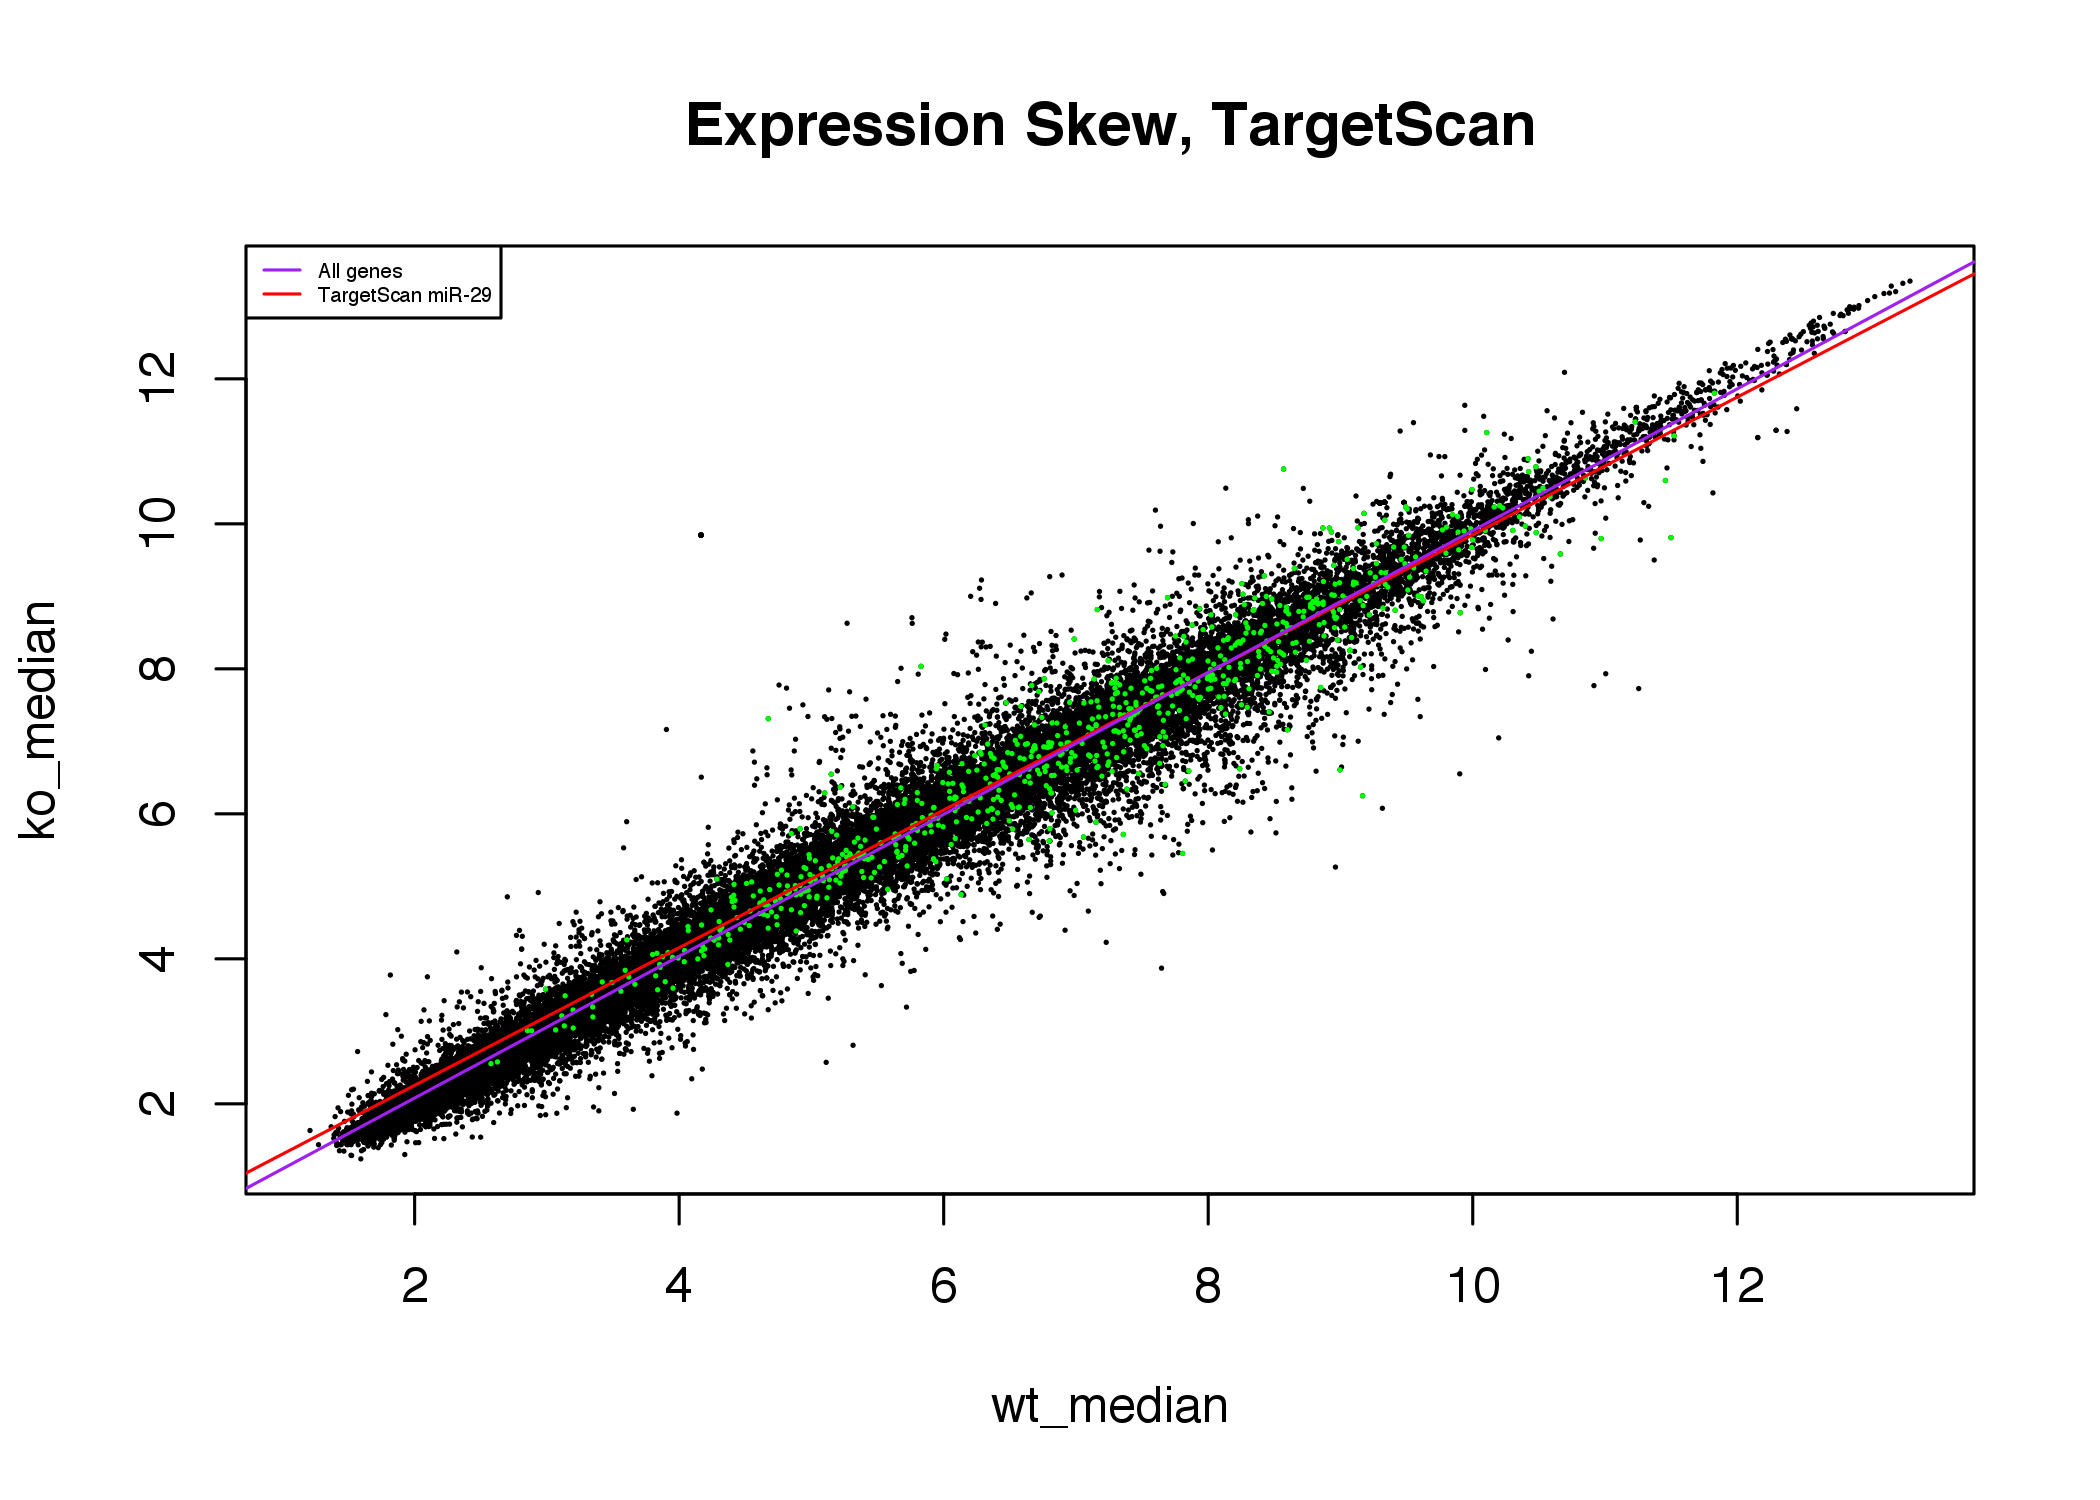 Expression Skew, TargetScan
All genes
TargetScan miR-29
ko_median
12
10
8
6
4
2
2 4 6 8 10 12
wt_median